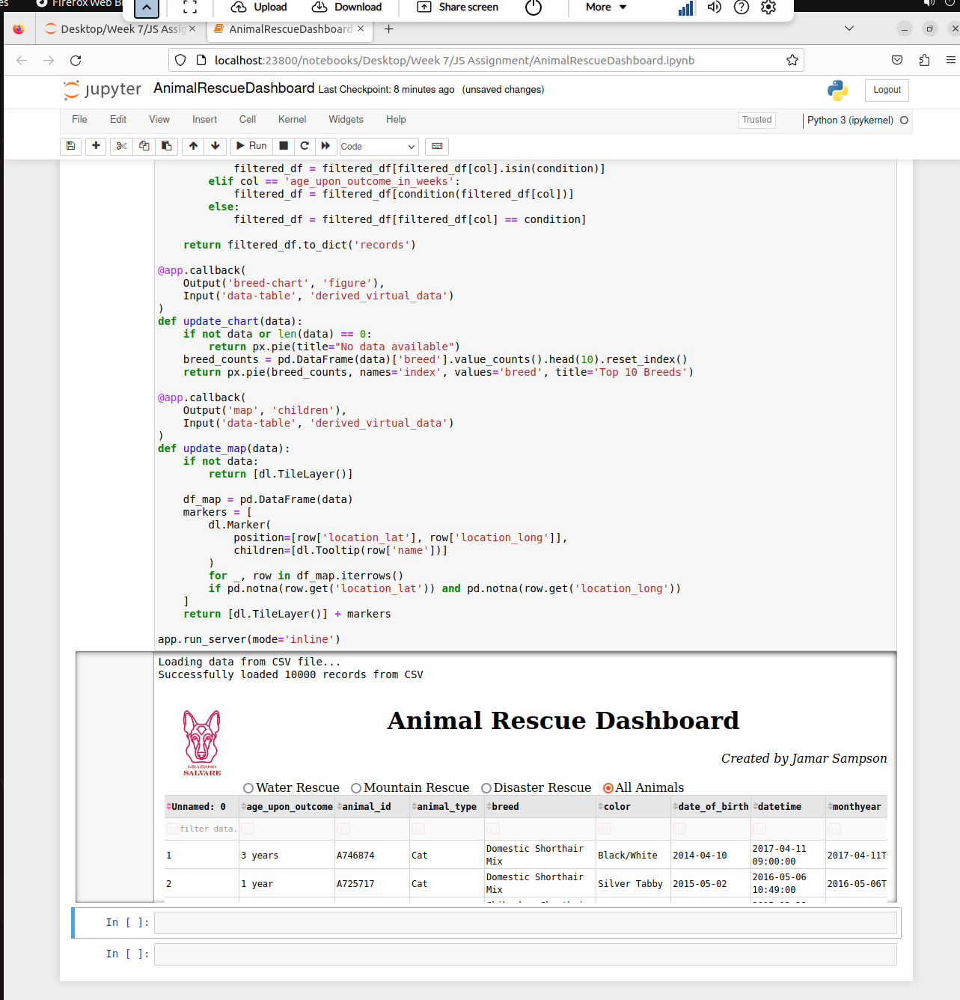 es Firefox Web B
Upload Download Share screen More
Desktop/Week 7/JS Assig AnimalRescueDashboard
localhost:23800/notebooks/Desktop/Week 7/JS Assignment/AnimalRescueDashboard.ipynb
jupyter AnimalRescueDashboard Last Checkpoint: 8 minutes ago (unsaved changes) Logout
File Edit View Insert Cell Kernel Widgets Help Trusted Python 3 (ipykernel)
Run Code
            filtered_df = filtered_df[filtered_df[col].isin(condition)]
        elif col == 'age_upon_outcome_in_weeks':
            filtered_df = filtered_df[condition(filtered_df[col])]
        else:
            filtered_df = filtered_df[filtered_df[col] == condition]
    return filtered_df.to_dict('records')
@app.callback(
    Output('breed-chart', 'figure'),
    Input('data-table', 'derived_virtual_data')
)
def update_chart(data):
    if not data or len(data) == 0:
        return px.pie(title="No data available")
    breed_counts = pd.DataFrame(data)['breed'].value_counts().head(10).reset_index()
    return px.pie(breed_counts, names='index', values='breed', title='Top 10 Breeds')
@app.callback(
    Output('map', 'children'),
    Input('data-table', 'derived_virtual_data')
)
def update_map(data):
    if not data:
        return [dl.TileLayer()]
    df_map = pd.DataFrame(data)
    markers = [
        dl.Marker(
            position=[row['location_lat'], row['location_long']],
            children=[dl.Tooltip(row['name'])]
        )
        for _, row in df_map.iterrows()
        if pd.notna(row.get('location_lat')) and pd.notna(row.get('location_long'))
    ]
    return [dl.TileLayer()] + markers
app.run_server(mode='inline')
Loading data from CSV file...
Successfully loaded 10000 records from CSV
Animal Rescue Dashboard
Created by Jamar Sampson
GRAZIOSO
SALVARE
Water Rescue Mountain Rescue Disaster Rescue All Animals
Unnamed: 0 age_upon_outcome animal_id animal_type breed color date_of_birth datetime monthyear
Aa filter data. Aa Aa Aa Aa Aa Aa Aa Aa
1 3 years A746874 Cat Domestic Shorthair Mix Black/White 2014-04-10 2017-04-11 09:00:00 2017-04-11T
2 1 year A725717 Cat Domestic Shorthair Mix Silver Tabby 2015-05-02 2016-05-06 10:49:00 2016-05-06T
In [ ]:
In [ ]: